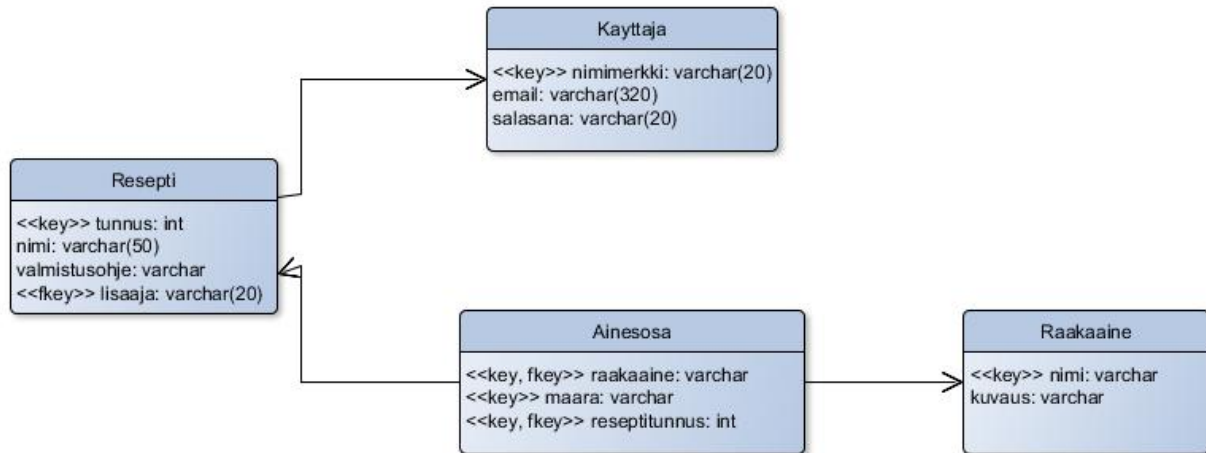 Kayttaja
<<key>> nimimerkki: varchar(20)
email: varchar(320)
salasana: varchar(20)
Resepti
<<key>> tunnus: int
nimi: varchar(50)
valmistusohje: varchar
<<fkey>> lisaaja: varchar(20)
Ainesosa
<<key, fkey>> raakaaine: varchar
<<key>> maara: varchar
<<key, fkey>> reseptitunnus: int
Raakaaine
<<key>> nimi: varchar
kuvaus: varchar